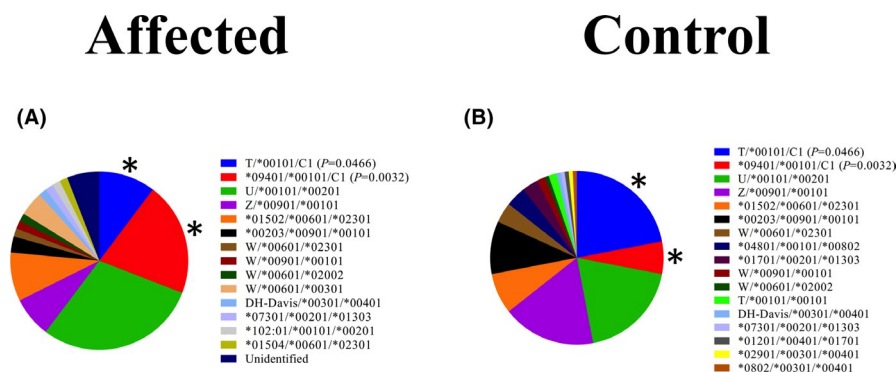 Affected
Control
(A)
*
*
T/*00101/C1 (P=0.0466)
*09401/*00101/C1 (P=0.0032)
U/*00101/*00201
Z/*00901/*00101
*01502/*00601/*02301
*00203/*00901/*00101
W/*00601/*02301
W/*00901/*00101
W/*00601/*02002
W/*00601/*00301
DH-Davis/*00301/*00401
*07301/*00201/*01303
*102:01/*00101/*00201
*01504/*00601/*02301
Unidentified
(B)
*
*
T/*00101/C1 (P=0.0466)
*09401/*00101/C1 (P=0.0032)
U/*00101/*00201
Z/*00901/*00101
*01502/*00601/*02301
*00203/*00901/*00101
W/*00601/*02301
*04801/*00101/*00802
*01701/*00201/*01303
W/*00901/*00101
W/*00601/*02002
T/*00101/*00101
DH-Davis/*00301/*00401
*07301/*00201/*01303
*01201/*00401/*01701
*02901/*00301/*00401
*0802/*00301/*00401